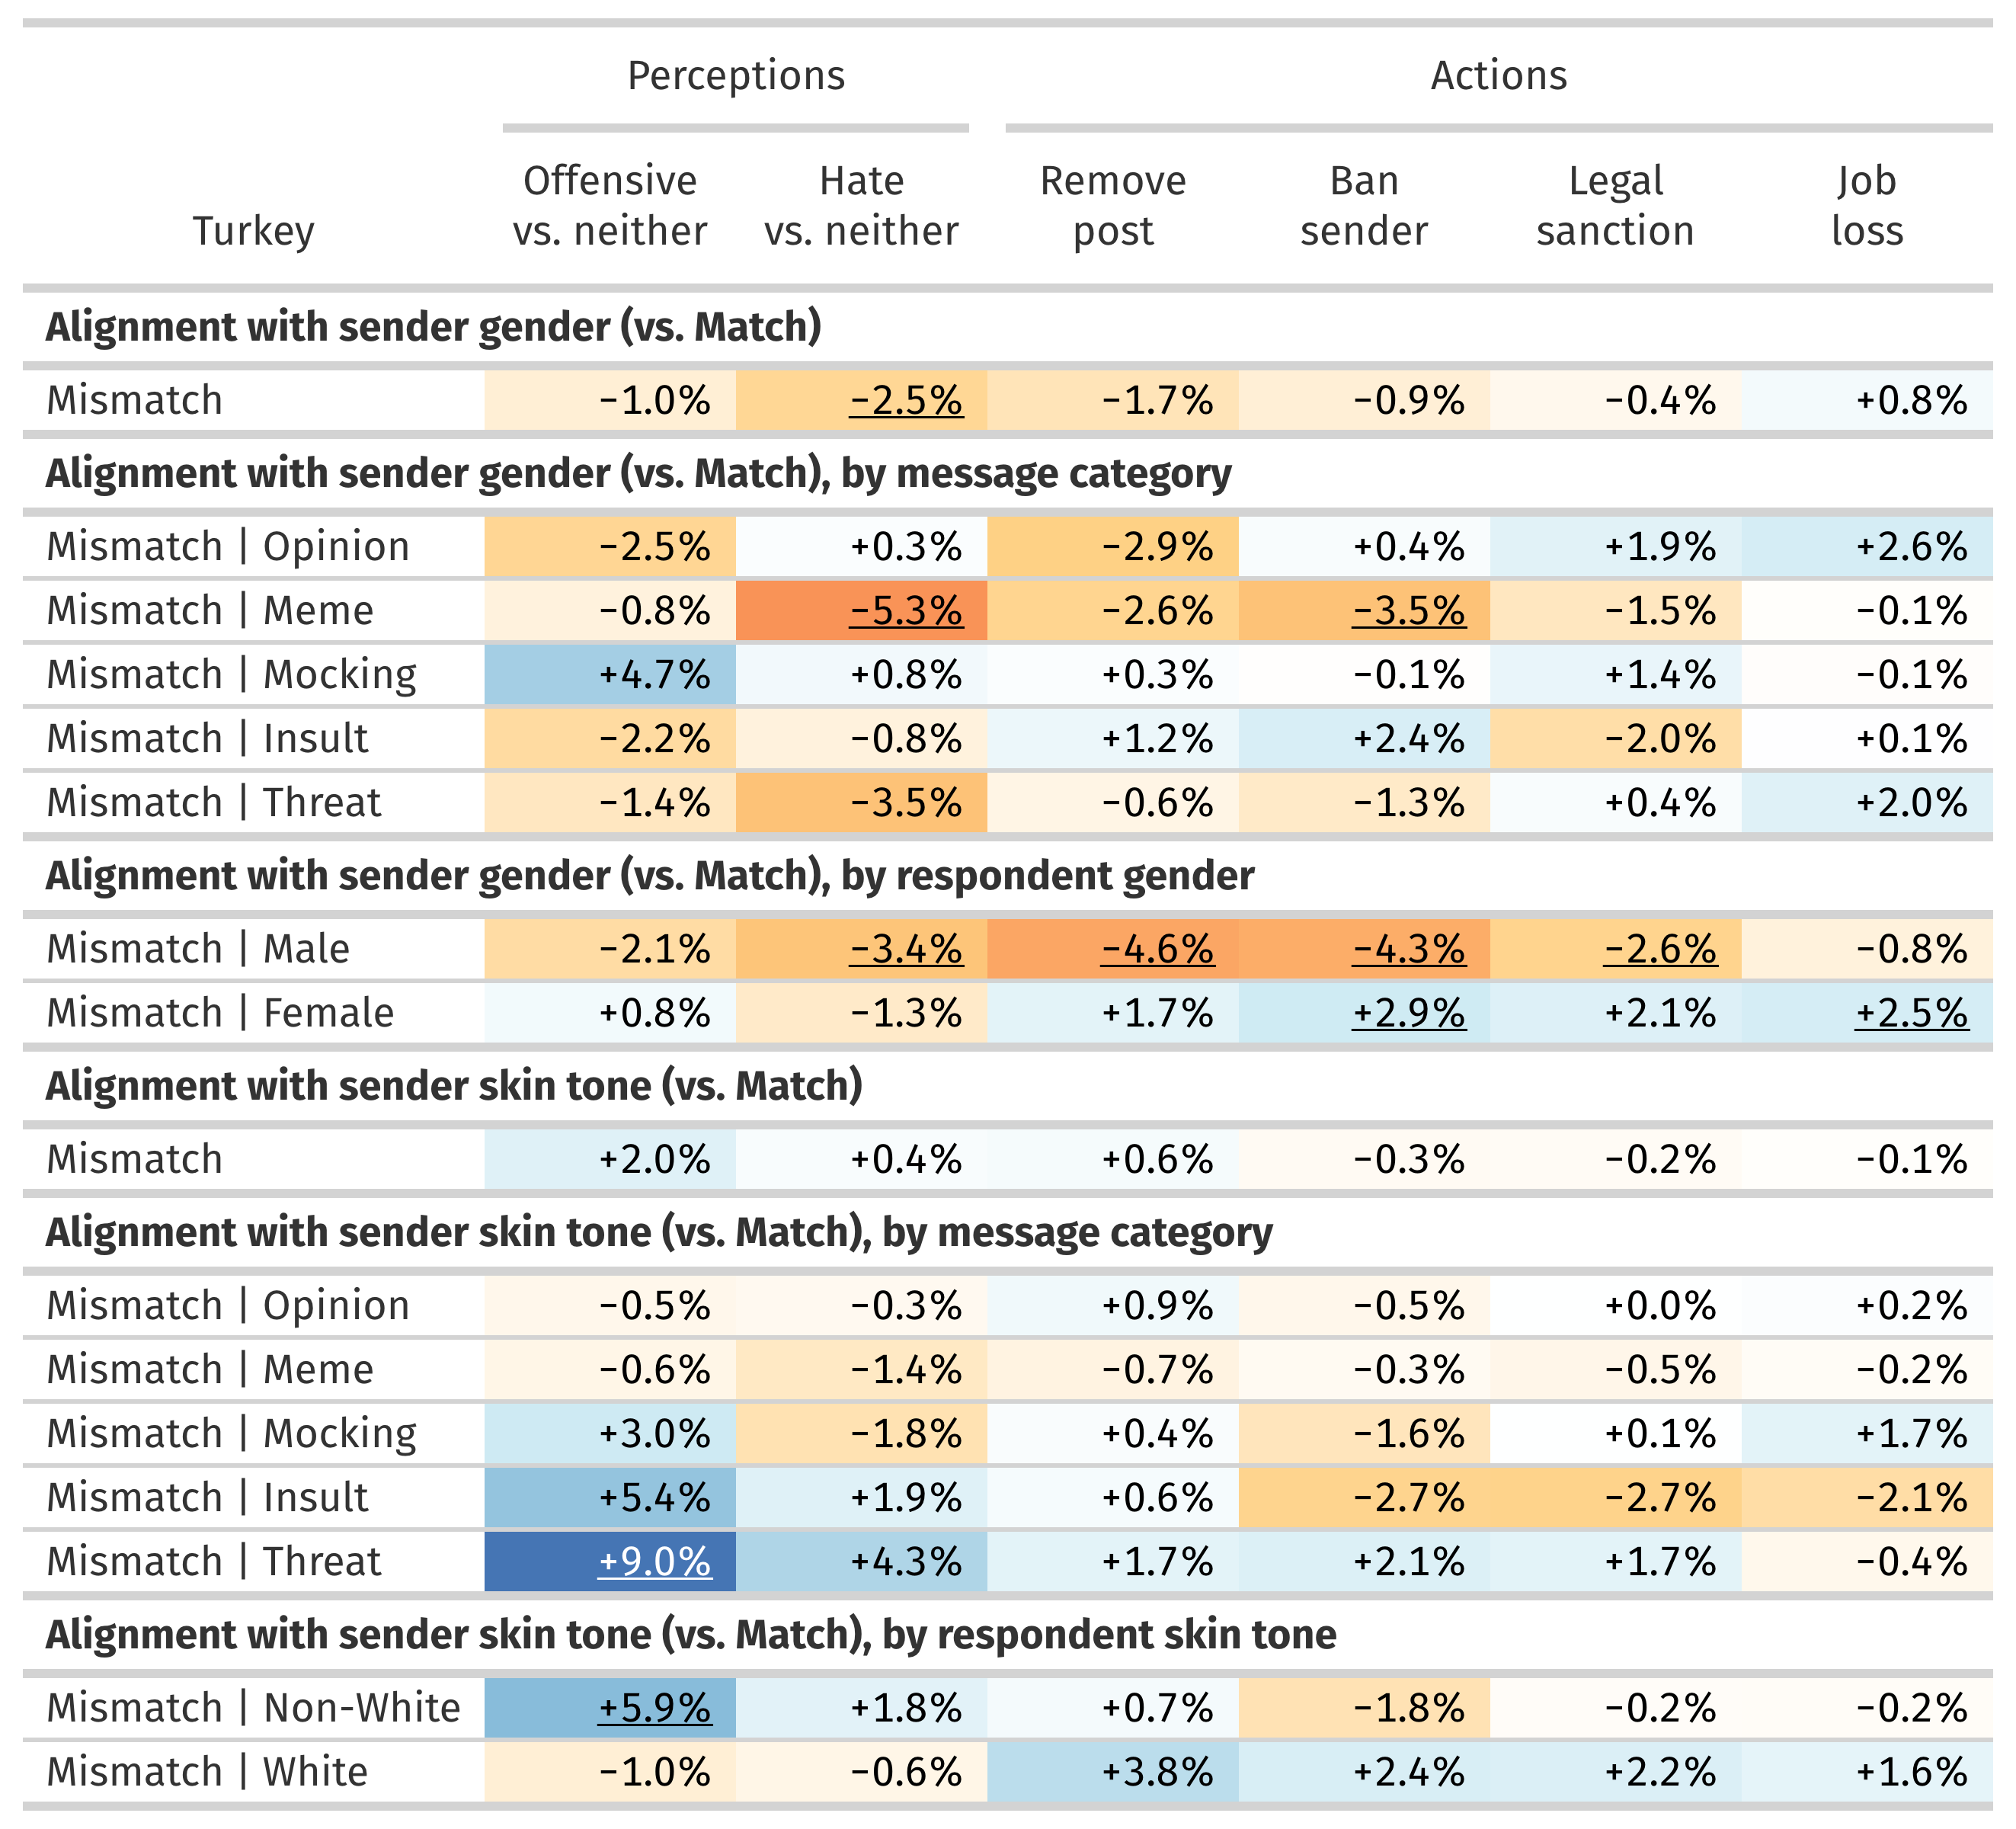 Perceptions Actions
Offensive Hate Remove Ban Legal Job
Turkey vs. neither vs. neither post sender sanction loss
Alignment with sender gender (vs. Match)
Mismatch −1.0% −2.5% −1.7% −0.9% −0.4% +0.8%
Alignment with sender gender (vs. Match), by message category
Mismatch | Opinion −2.5% +0.3% −2.9% +0.4% +1.9% +2.6%
Mismatch | Meme −0.8% −5.3% −2.6% −3.5% −1.5% −0.1%
Mismatch | Mocking +4.7% +0.8% +0.3% −0.1% +1.4% −0.1%
Mismatch | Insult −2.2% −0.8% +1.2% +2.4% −2.0% +0.1%
Mismatch | Threat −1.4% −3.5% −0.6% −1.3% +0.4% +2.0%
Alignment with sender gender (vs. Match), by respondent gender
Mismatch | Male −2.1% −3.4% −4.6% −4.3% −2.6% −0.8%
Mismatch | Female +0.8% −1.3% +1.7% +2.9% +2.1% +2.5%
Alignment with sender skin tone (vs. Match)
Mismatch +2.0% +0.4% +0.6% −0.3% −0.2% −0.1%
Alignment with sender skin tone (vs. Match), by message category
Mismatch | Opinion −0.5% −0.3% +0.9% −0.5% +0.0% +0.2%
Mismatch | Meme −0.6% −1.4% −0.7% −0.3% −0.5% −0.2%
Mismatch | Mocking +3.0% −1.8% +0.4% −1.6% +0.1% +1.7%
Mismatch | Insult +5.4% +1.9% +0.6% −2.7% −2.7% −2.1%
Mismatch | Threat +9.0% +4.3% +1.7% +2.1% +1.7% −0.4%
Alignment with sender skin tone (vs. Match), by respondent skin tone
Mismatch | Non-White +5.9% +1.8% +0.7% −1.8% −0.2% −0.2%
Mismatch | White −1.0% −0.6% +3.8% +2.4% +2.2% +1.6%